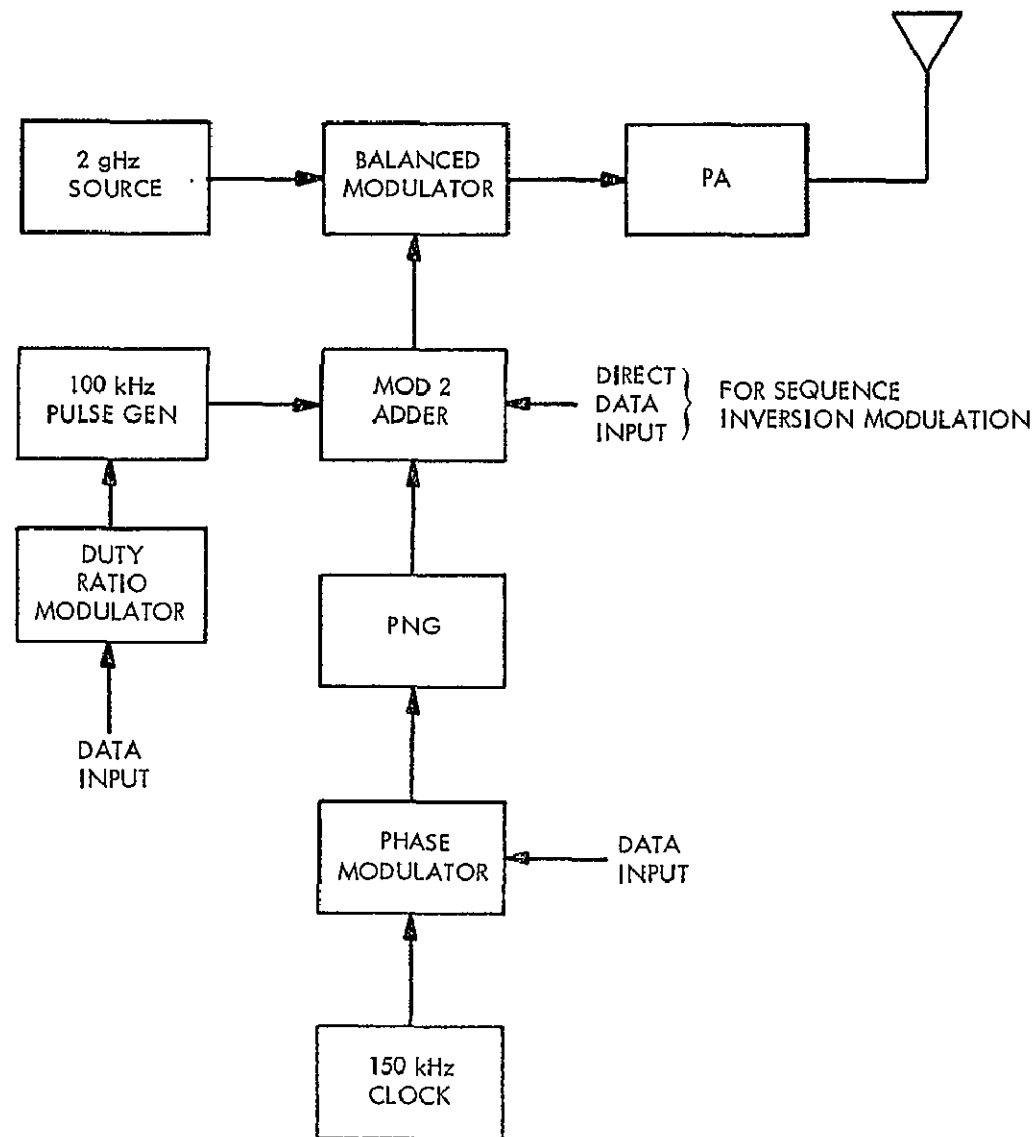 2 gHz
SOURCE
BALANCED
MODULATOR
PA
100 kHz
PULSE GEN
MOD 2
ADDER
DIRECT
DATA
INPUT
FOR SEQUENCE
INVERSION MODULATION
DUTY
RATIO
MODULATOR
PNG
DATA
INPUT
PHASE
MODULATOR
DATA
INPUT
150 kHz
CLOCK